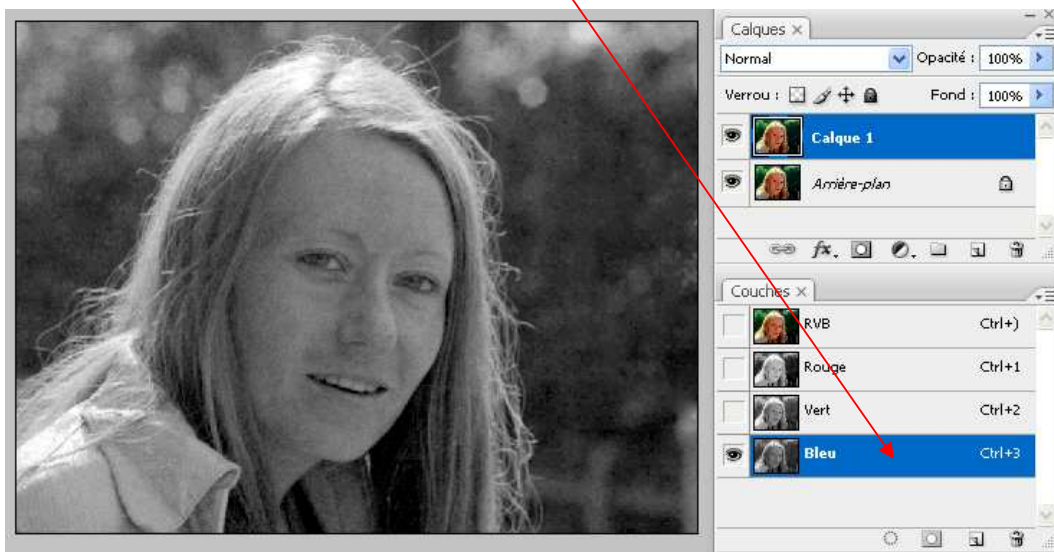 Calques ×
Normal Opacité : 100%
Verrou : Fond : 100%
Calque 1
Arrière-plan
fx.
Couches ×
RVB Ctrl+)
Rouge Ctrl+1
Vert Ctrl+2
Bleu Ctrl+3